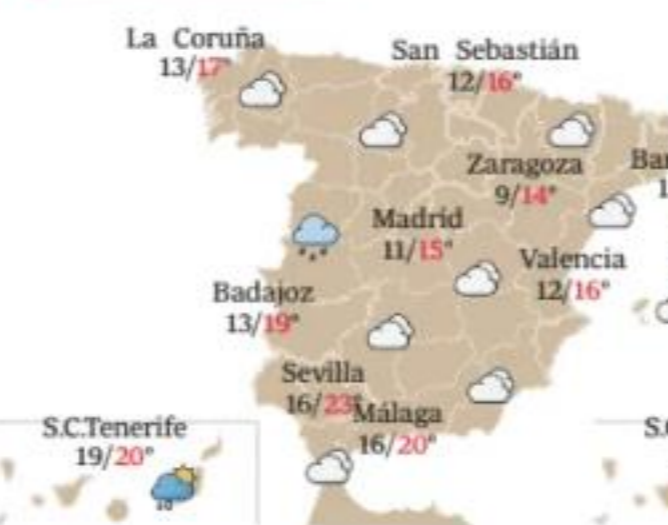 La Coruña
13/17°
San Sebastián
12/16°
Zaragoza
9/14°
Madrid
11/15°
Valencia
12/16°
Badajoz
13/19°
Sevilla
16/23°
Málaga
16/20°
S.C.Tenerife
19/20°